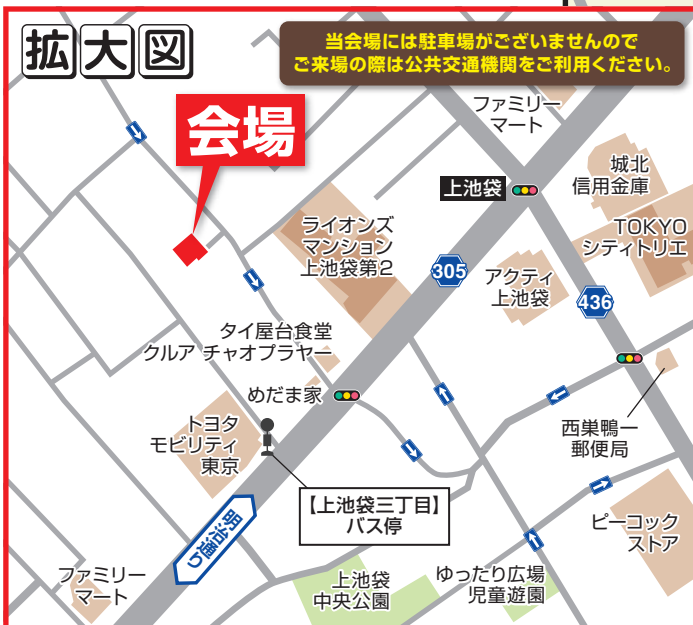 拡大図
当会場には駐車場がございませんので
ご来場の際は公共交通機関をご利用ください。
会場
ファミリー
マート
上池袋
城北
信用金庫
TOKYO
シティトリエ
ライオンズ
マンション
上池袋第2
305
アクティ
上池袋
436
タイ屋台食堂
クルア チャオプラヤー
めだま家
トヨタ
モビリティ
東京
西巣鴨一
郵便局
【上池袋三丁目】
バス停
明治通り
ピーコック
ストア
ファミリー
マート
上池袋
中央公園
ゆったり広場
児童遊園